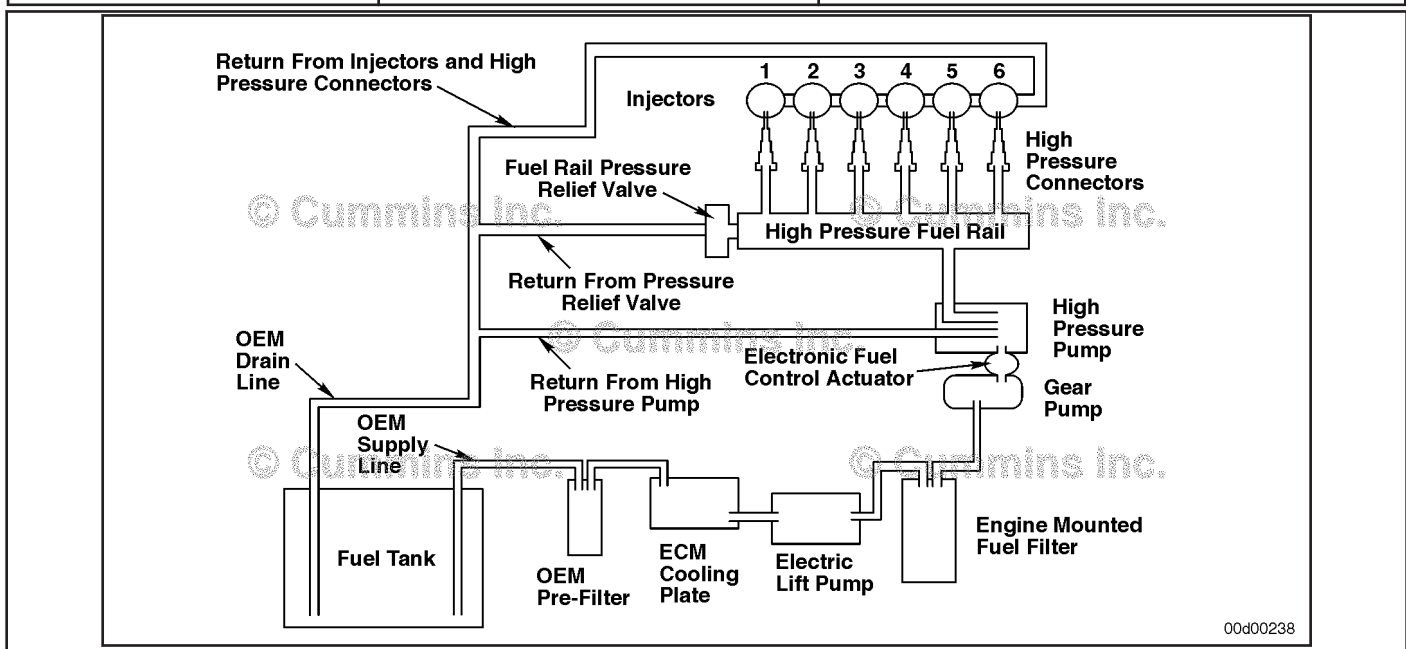 Return From Injectors and High
Pressure Connectors
1 2 3 4 5 6
Injectors
High
Pressure
Connectors
Fuel Rail Pressure
Relief Valve
© Cummins Inc.
© Cummins Inc.
High Pressure Fuel Rail
Return From Pressure
Relief Valve
High
Pressure
Pump
© Cummins Inc.
OEM
Drain
Line
Electronic Fuel
Control Actuator
Return From High
Pressure Pump
Gear
Pump
OEM
Supply
Line
© Cummins Inc.
© Cummins Inc.
Fuel Tank
OEM
Pre-Filter
ECM
Cooling
Plate
Electric
Lift Pump
Engine Mounted
Fuel Filter
00d00238